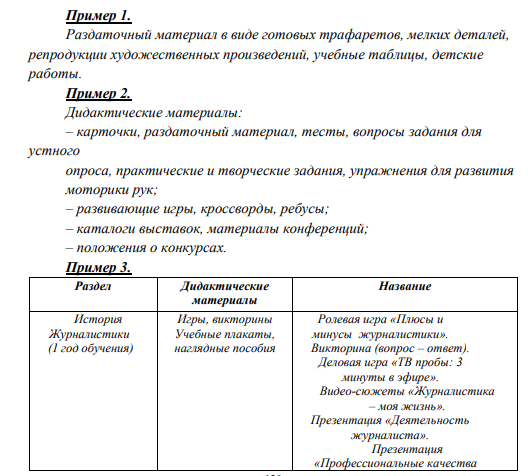 Пример 1.
Раздаточный материал в виде готовых трафаретов, мелких деталей,
репродукции художественных произведений, учебные таблицы, детские
работы.
Пример 2.
Дидактические материалы:
– карточки, раздаточный материал, тесты, вопросы задания для
устного
опроса, практические и творческие задания, упражнения для развития
моторики рук;
– развивающие игры, кроссворды, ребусы;
– каталоги выставок, материалы конференций;
– положения о конкурсах.
Пример 3.
Раздел
Дидактические
материалы
Название
История
Журналистики
(1 год обучения)
Игры, викторины
Учебные плакаты,
наглядные пособия
Ролевая игра «Плюсы и
минусы журналистики».
Викторина (вопрос – ответ).
Деловая игра «ТВ пробы: 3
минуты в эфире».
Видео-сюжеты «Журналистика
– моя жизнь».
Презентация «Деятельность
журналиста».
Презентация
«Профессиональные качества